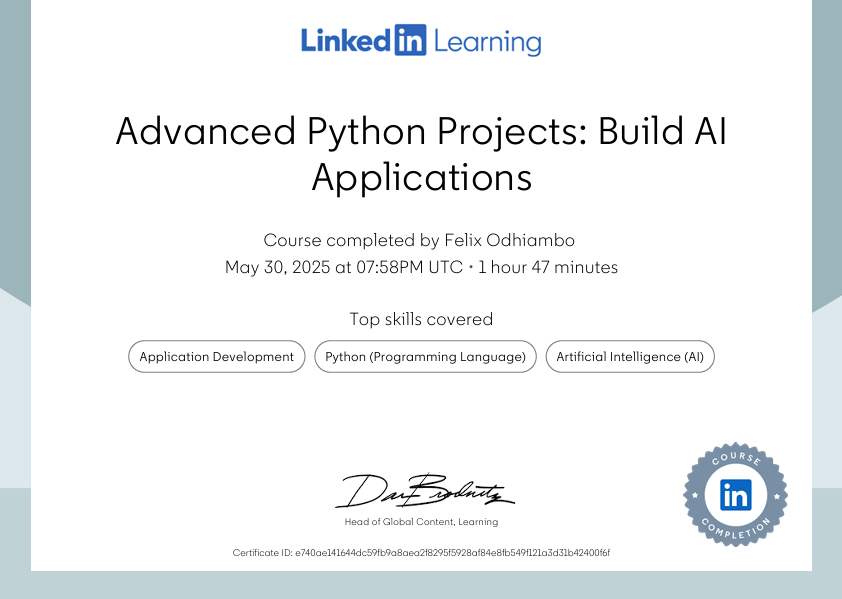 LinkedIn Learning
Advanced Python Projects: Build AI
Applications
Course completed by Felix Odhiambo
May 30, 2025 at 07:58PM UTC • 1 hour 47 minutes
Top skills covered
Application Development
Python (Programming Language)
Artificial Intelligence (AI)
Dan Brodnitz
Head of Global Content, Learning
COURSE
in
COMPLETION
Certificate ID: e740ae141644dc59fb9a8aea2f8295f5928af84e8fb549f121a3d31b42400f6f